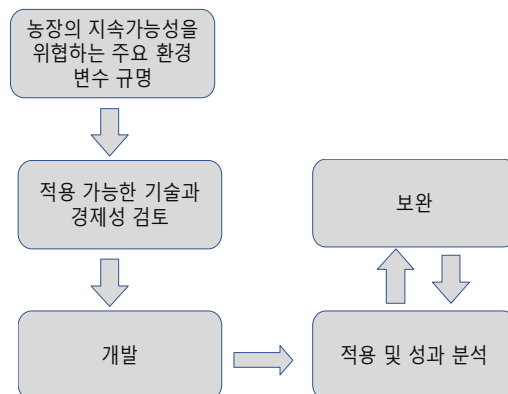 농장의 지속가능성을
위협하는 주요 환경
변수 규명
적용 가능한 기술과
경제성 검토
개발
적용 및 성과 분석
보완